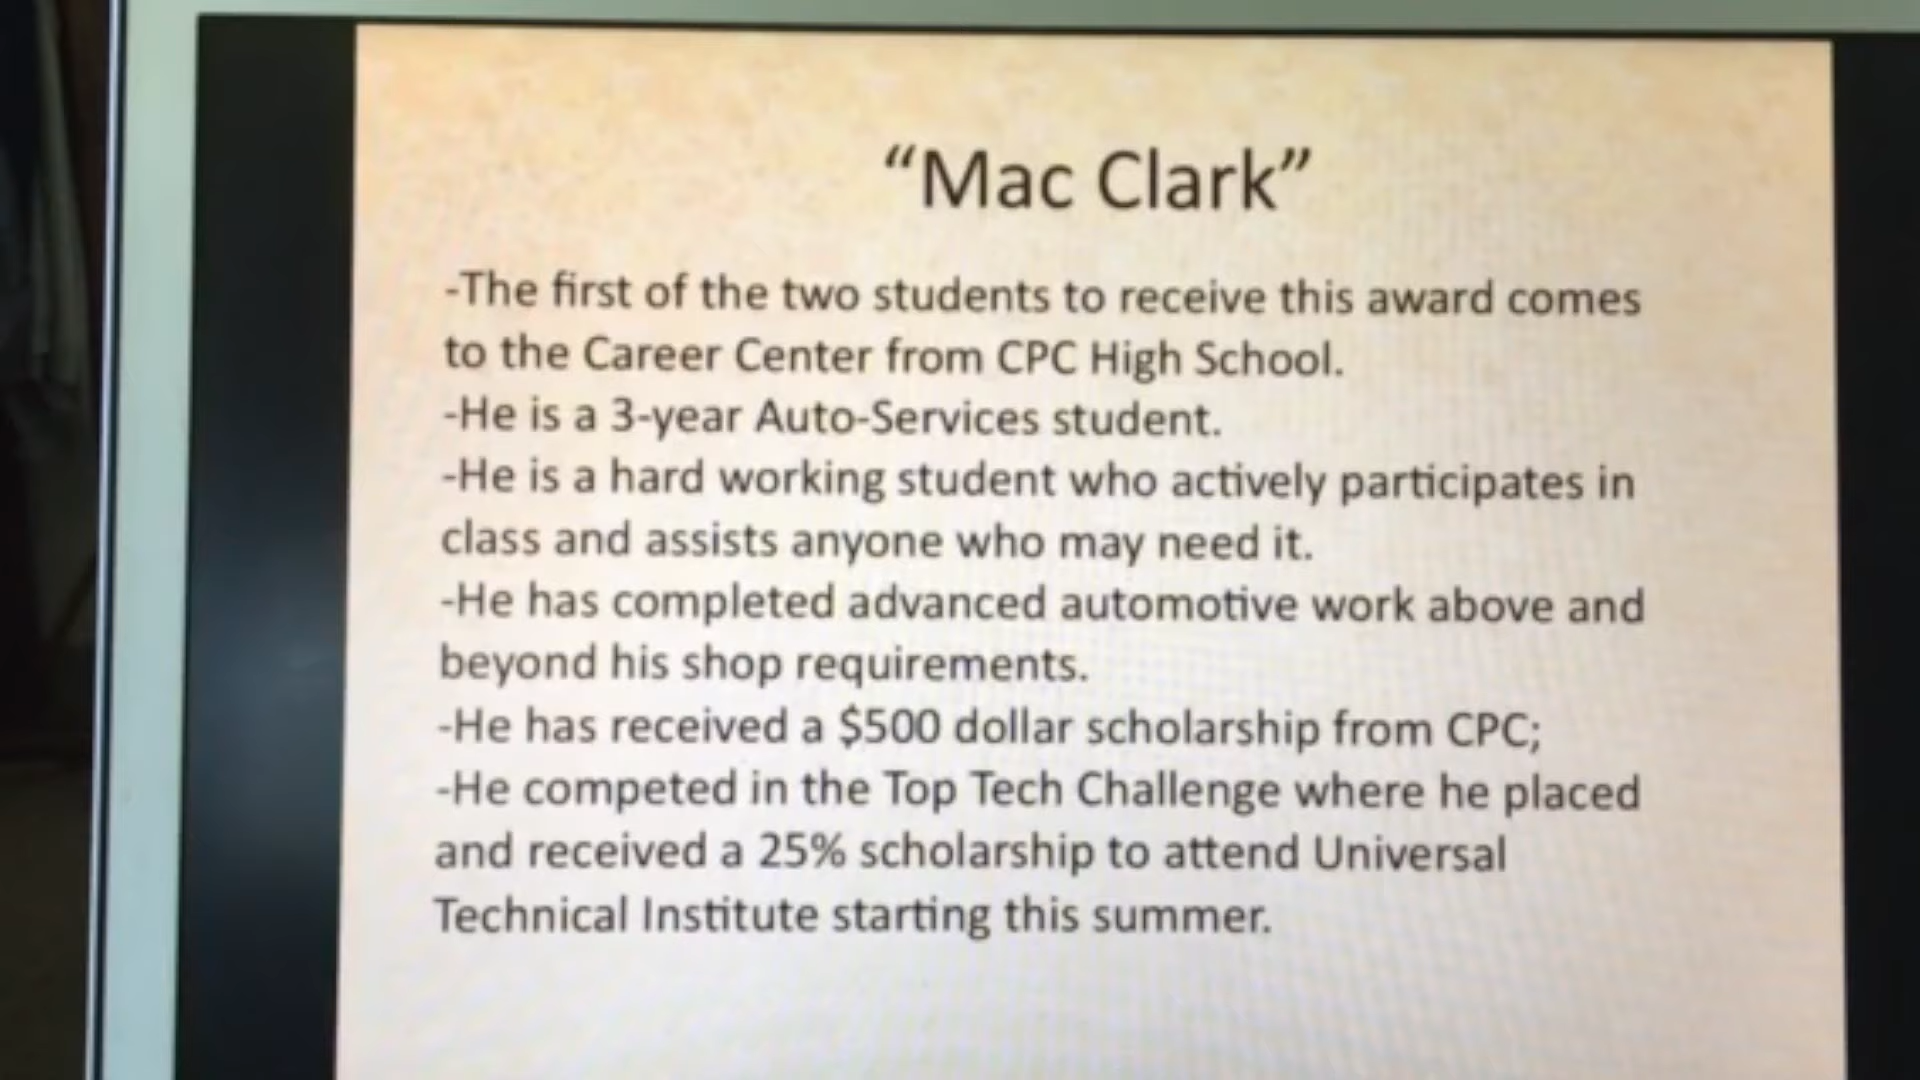 “Mac Clark”
-The first of the two students to receive this award comes
to the Career Center from CPC High School.
-He is a 3-year Auto-Services student.
-He is a hard working student who actively participates in
class and assists anyone who may need it.
-He has completed advanced automotive work above and
beyond his shop requirements.
-He has received a $500 dollar scholarship from CPC;
-He competed in the Top Tech Challenge where he placed
and received a 25% scholarship to attend Universal
Technical Institute starting this summer.